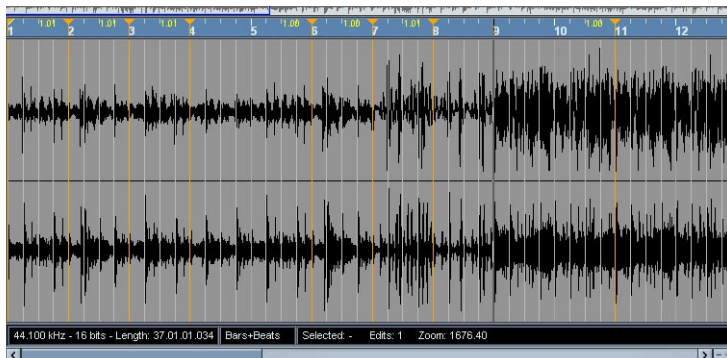 1.01 1.01 1.01 1.00 1.00 1.01 1.00
1 2 3 4 5 6 7 8 9 10 11 12
44.100 kHz - 16 bits - Length: 37.01.01.034 Bars+Beats Selected: - Edits: 1 Zoom: 1676.40